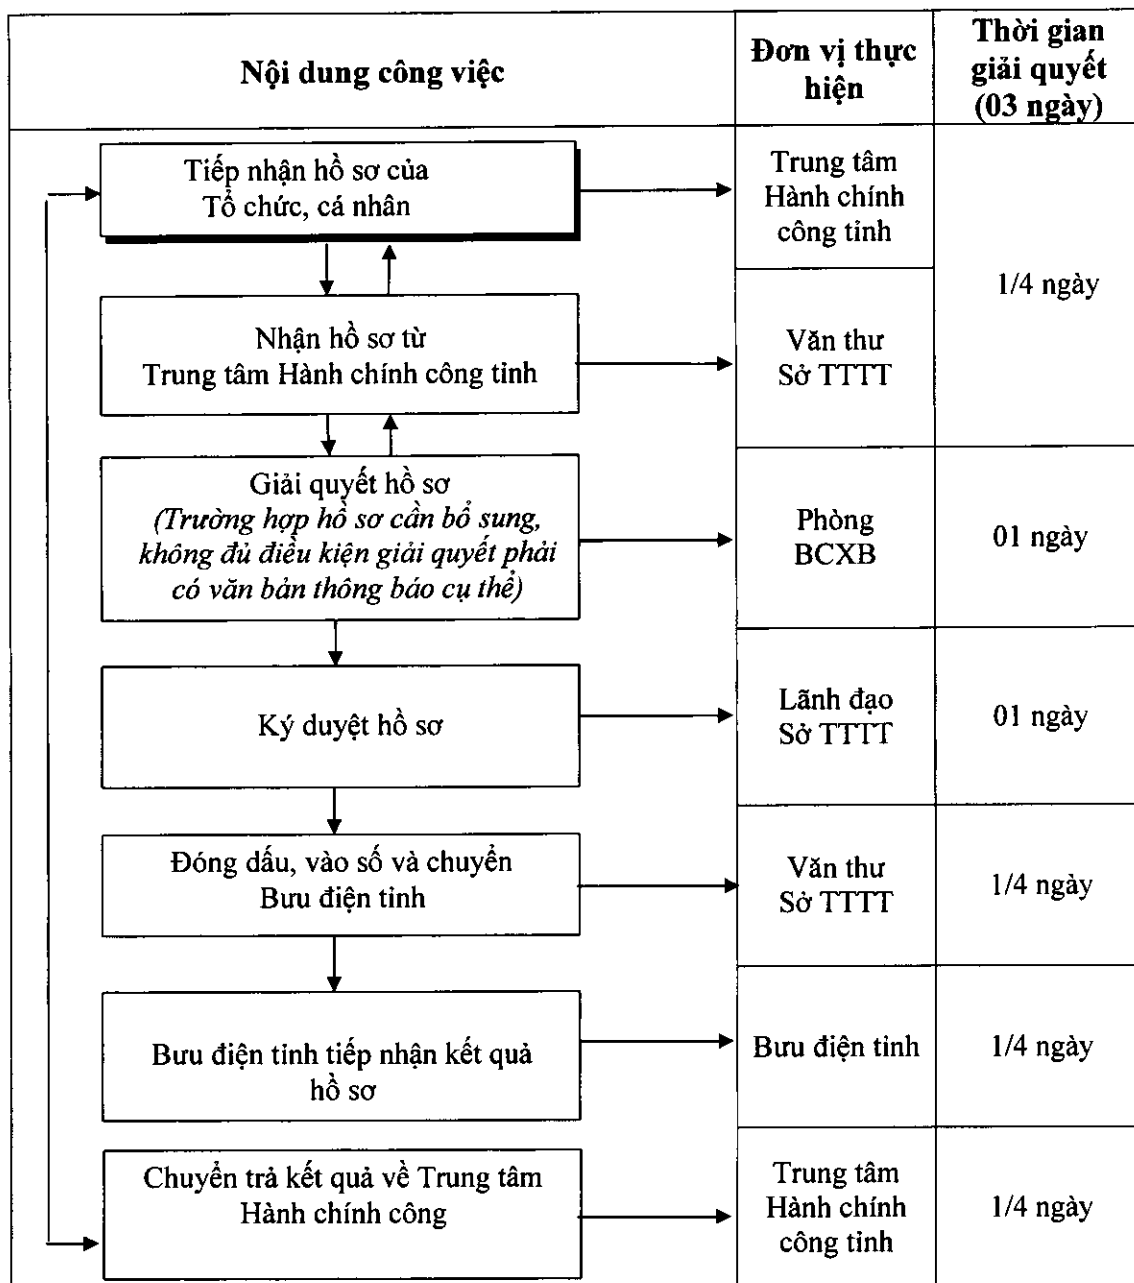 Nội dung công việc
Đơn vị thực
hiện
Thời gian
giải quyết
(03 ngày)
Tiếp nhận hồ sơ của
Tổ chức, cá nhân
Trung tâm
Hành chính
công tỉnh
1/4 ngày
Nhận hồ sơ từ
Trung tâm Hành chính công tỉnh
Văn thư
Sở TTTT
Giải quyết hồ sơ
(Trường hợp hồ sơ cần bổ sung,
không đủ điều kiện giải quyết phải
có văn bản thông báo cụ thể)
Phòng
BCXB
01 ngày
Ký duyệt hồ sơ
Lãnh đạo
Sở TTTT
01 ngày
Đóng dấu, vào số và chuyển
Bưu điện tỉnh
Văn thư
Sở TTTT
1/4 ngày
Bưu điện tỉnh tiếp nhận kết quả
hồ sơ
Bưu điện tỉnh
1/4 ngày
Chuyển trả kết quả về Trung tâm
Hành chính công
Trung tâm
Hành chính
công tỉnh
1/4 ngày